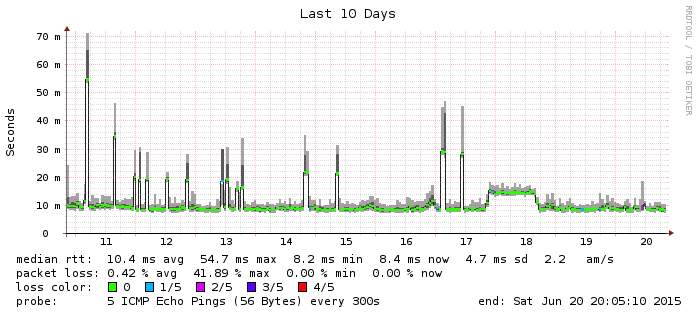 Last 10 Days
RRDTOOL / TOBI OETIKER
Seconds
70 m
60 m
50 m
40 m
30 m
20 m
10 m
0
11 12 13 14 15 16 17 18 19 20
median rtt: 10.4 ms avg 54.7 ms max 8.2 ms min 8.4 ms now 4.7 ms sd 2.2 am/s
packet loss: 0.42 % avg 41.89 % max 0.00 % min 0.00 % now
loss color: 0 1/5 2/5 3/5 4/5
probe: 5 ICMP Echo Pings (56 Bytes) every 300s end: Sat Jun 20 20:05:10 2015